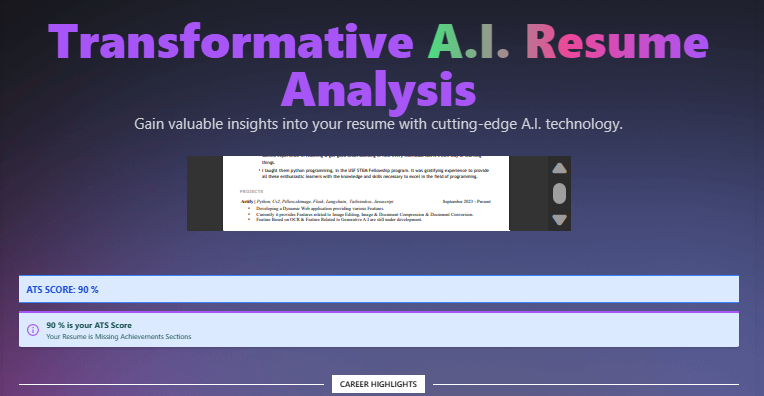 Transformative A.I. Resume
Analysis
Gain valuable insights into your resume with cutting-edge A.I. technology.
things.
• I taught them python programming, in the USF STEM Fellowship program. It was gratifying experience to provide
all these enthusiastic learners with the knowledge and skills necessary to excel in the field of programming.
PROJECTS
Artify | Python, Cv2, Pillow, skimage, Flask, Langchain, Tailwindcss, Javascript September 2023 - Present
• Developing a Dynamic Web application providing various Features.
• Currently it provides Features related to Image Editing, Image & Document Compression & Document Conversion.
• Feature Based on OCR & Feature Related to Generative A.I are still under development.
ATS SCORE: 90 %
90 % is your ATS Score
Your Resume is Missing Achievements Sections
CAREER HIGHLIGHTS